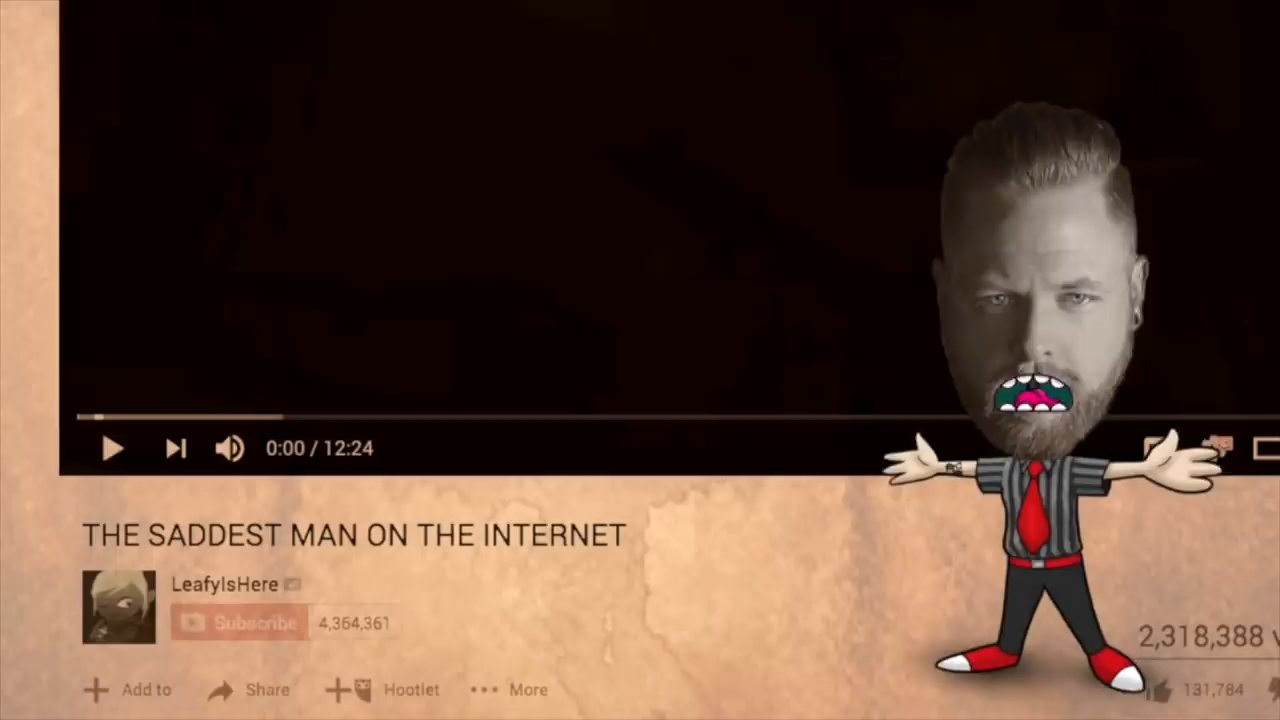 0:00 / 12:24
THE SADDEST MAN ON THE INTERNET
LeafyIsHere
Subscribe 4,364,361
2,318,388 v
Add to Share Hootlet More
131,784